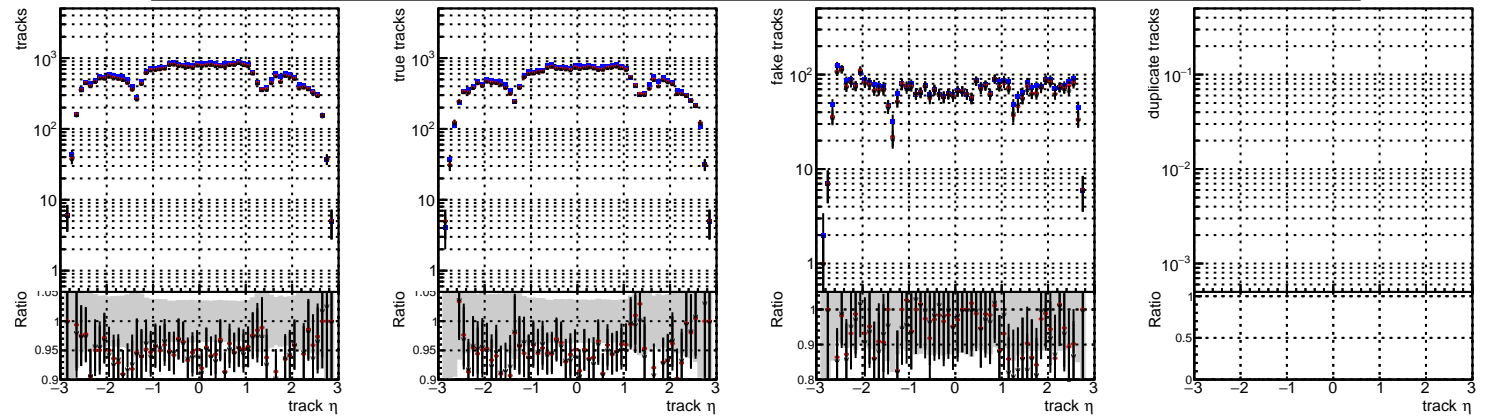 tracks
10³
10²
10
1
Ratio
1.05
1
0.95
0.9
−3 −2 −1 0 1 2 3
track η
true tracks
10³
10²
10
1
Ratio
1.05
1
0.95
0.9
−3 −2 −1 0 1 2 3
track η
fake tracks
10²
10
1
Ratio
1
0.9
0.8
−3 −2 −1 0 1 2 3
track η
duplicate tracks
10⁻¹
10⁻²
10⁻³
Ratio
1
0.5
0
−3 −2 −1 0 1 2 3
track η